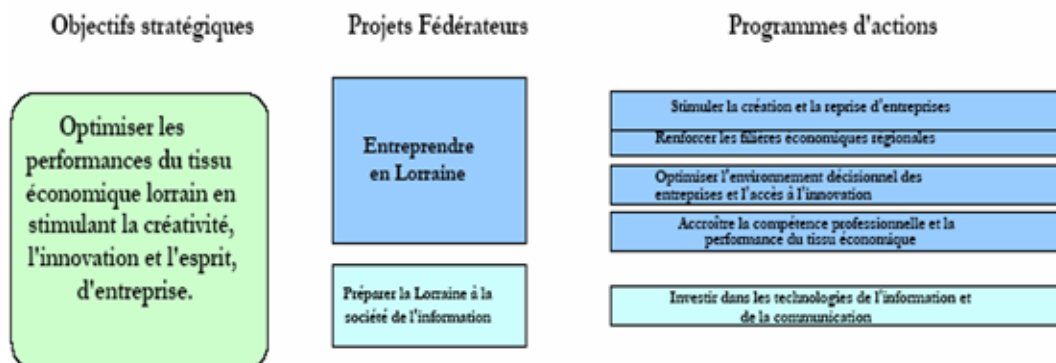 Objectifs stratégiques
Projets Fédérateurs
Programmes d'actions
Optimiser les
performances du tissu
économique lorrain en
stimulant la créativité,
l'innovation et l'esprit,
d'entreprise.
Entreprendre
en Lorraine
Préparer la Lorraine à la
société de l'information
Stimuler la création et la reprise d'entreprises
Renforcer les filières économiques régionales
Optimiser l'environnement décisionnel des
entreprises et l'accès à l'innovation
Accroître la compétence professionnelle et la
performance du tissu économique
Investir dans les technologies de l'information et
de la communication